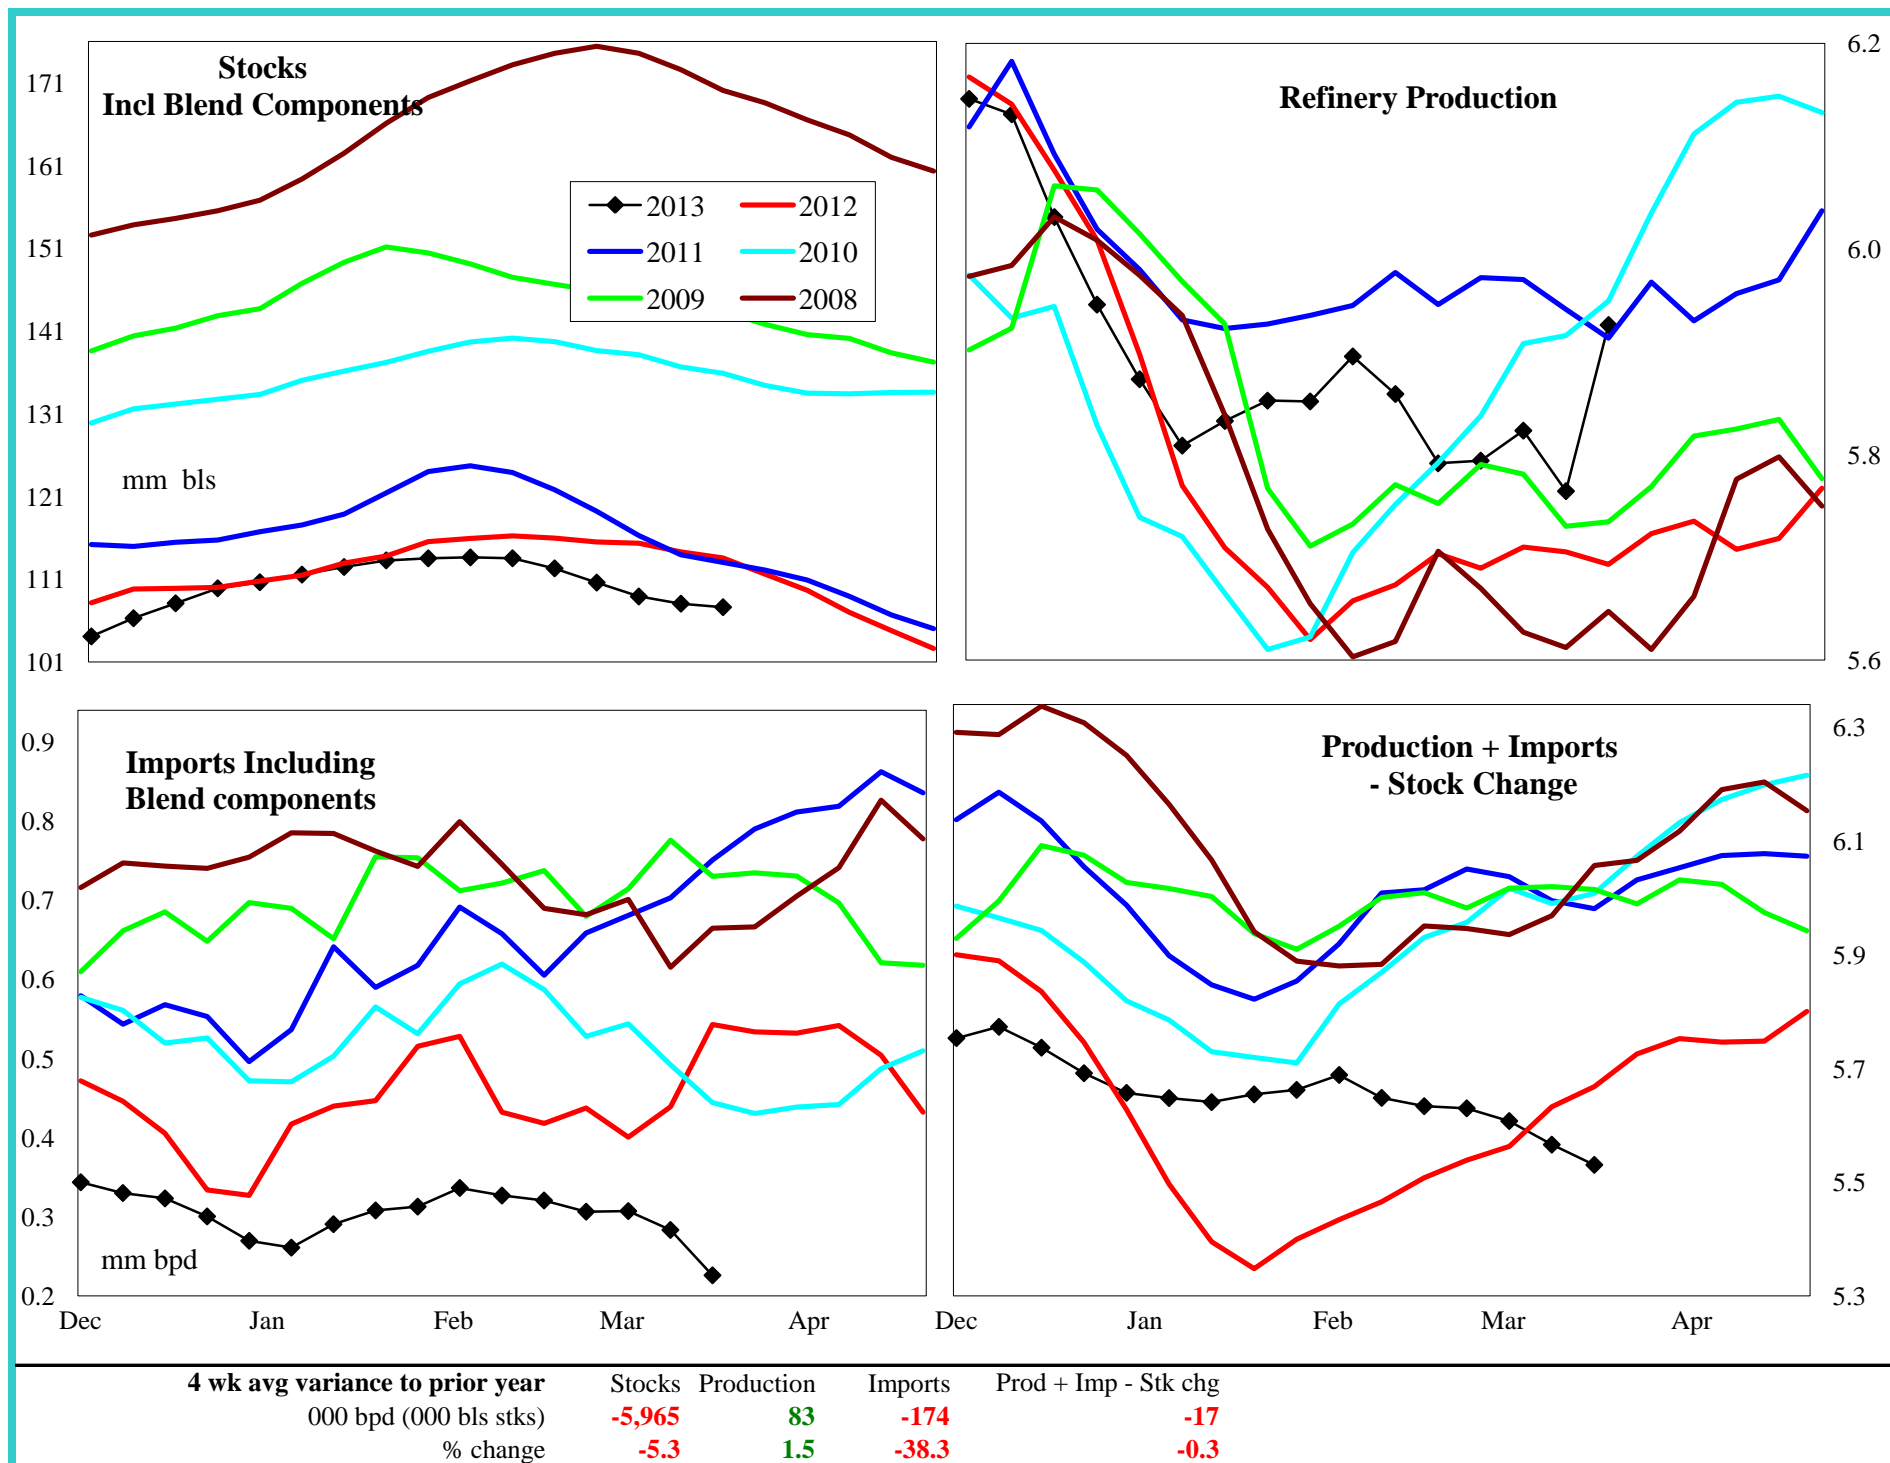 Stocks
Incl Blend Components
171
161
151
141
131
121
111
101
mm bls
2013 2012
2011 2010
2009 2008
Refinery Production
6.2
6.0
5.8
5.6
Imports Including
Blend components
0.9
0.8
0.7
0.6
0.5
0.4
0.3
0.2
mm bpd
Dec Jan Feb Mar Apr
Production + Imports
- Stock Change
6.3
6.1
5.9
5.7
5.5
5.3
Dec Jan Feb Mar Apr
4 wk avg variance to prior year Stocks Production Imports Prod + Imp - Stk chg
000 bpd (000 bls stks) -5,965 83 -174 -17
% change -5.3 1.5 -38.3 -0.3